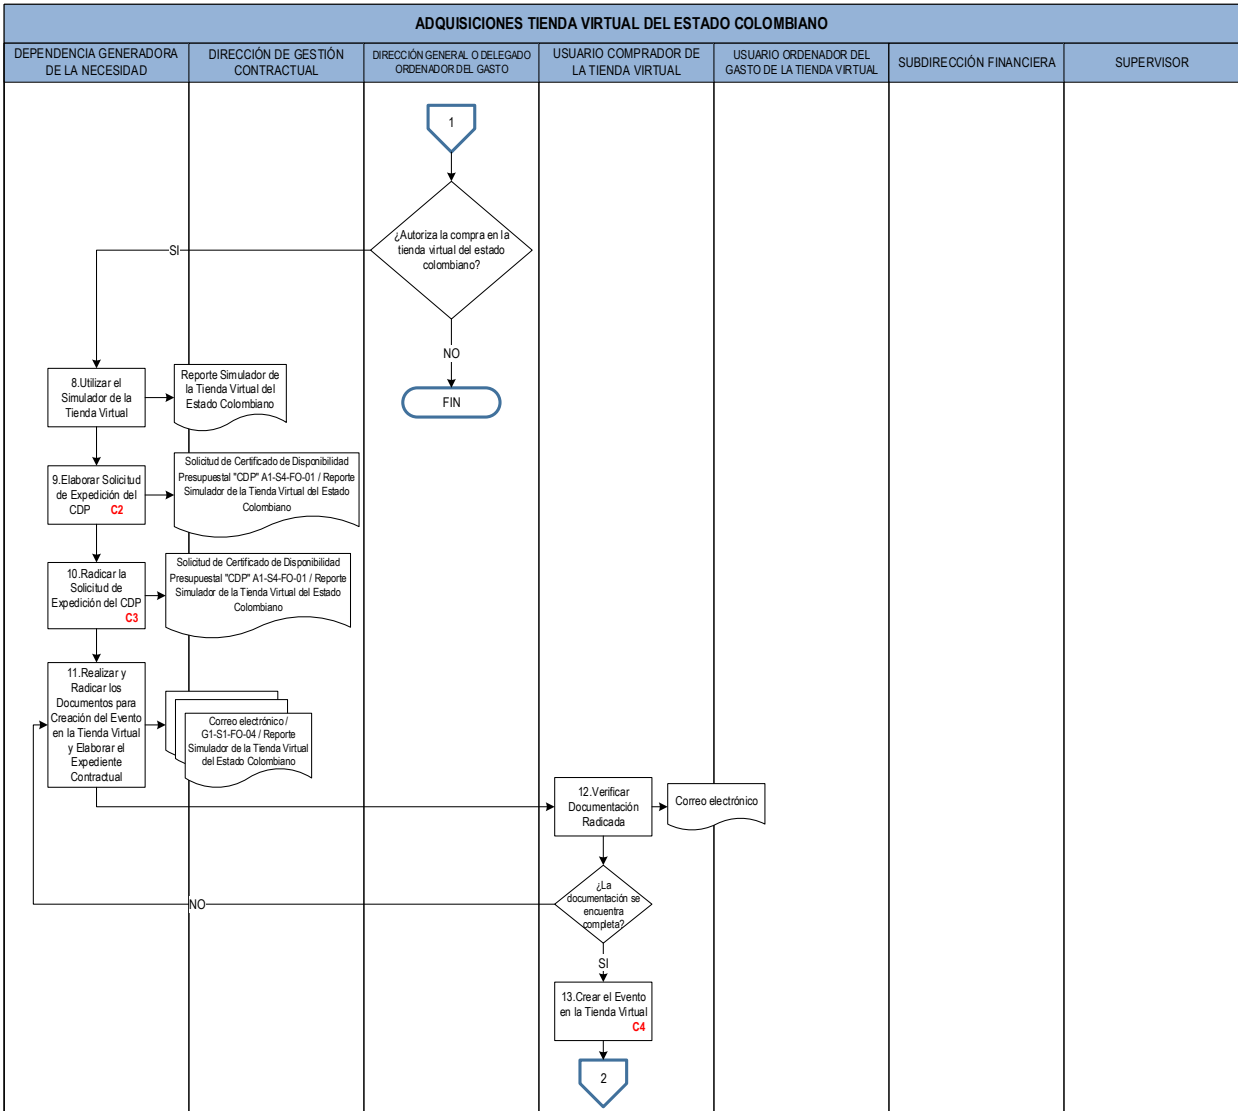 ADQUISICIONES TIENDA VIRTUAL DEL ESTADO COLOMBIANO
DEPENDENCIA GENERADORA
DE LA NECESIDAD
DIRECCIÓN DE GESTIÓN
CONTRACTUAL
DIRECCIÓN GENERAL O DELEGADO
ORDENADOR DEL GASTO
USUARIO COMPRADOR DE
LA TIENDA VIRTUAL
USUARIO ORDENADOR DEL
GASTO DE LA TIENDA VIRTUAL
SUBDIRECCIÓN FINANCIERA
SUPERVISOR
1
¿Autoriza la compra en la
tienda virtual del estado
colombiano?
SI
NO
FIN
8.Utilizar el
Simulador de la
Tienda Virtual
Reporte Simulador de
la Tienda Virtual del
Estado Colombiano
9.Elaborar Solicitud
de Expedición del
CDP C2
Solicitud de Certificado de Disponibilidad
Presupuestal "CDP" A1-S4-FO-01 / Reporte
Simulador de la Tienda Virtual del Estado
Colombiano
10.Radicar la
Solicitud de
Expedición del CDP
C3
Solicitud de Certificado de Disponibilidad
Presupuestal "CDP" A1-S4-FO-01 / Reporte
Simulador de la Tienda Virtual del Estado
Colombiano
11.Realizar y
Radicar los
Documentos para
Creación del Evento
en la Tienda Virtual
y Elaborar el
Expediente
Contractual
Correo electrónico /
G1-S1-FO-04 / Reporte
Simulador de la Tienda Virtual
del Estado Colombiano
12.Verificar
Documentación
Radicada
Correo electrónico
¿La
documentación se
encuentra
completa?
NO
SI
13.Crear el Evento
en la Tienda Virtual
C4
2